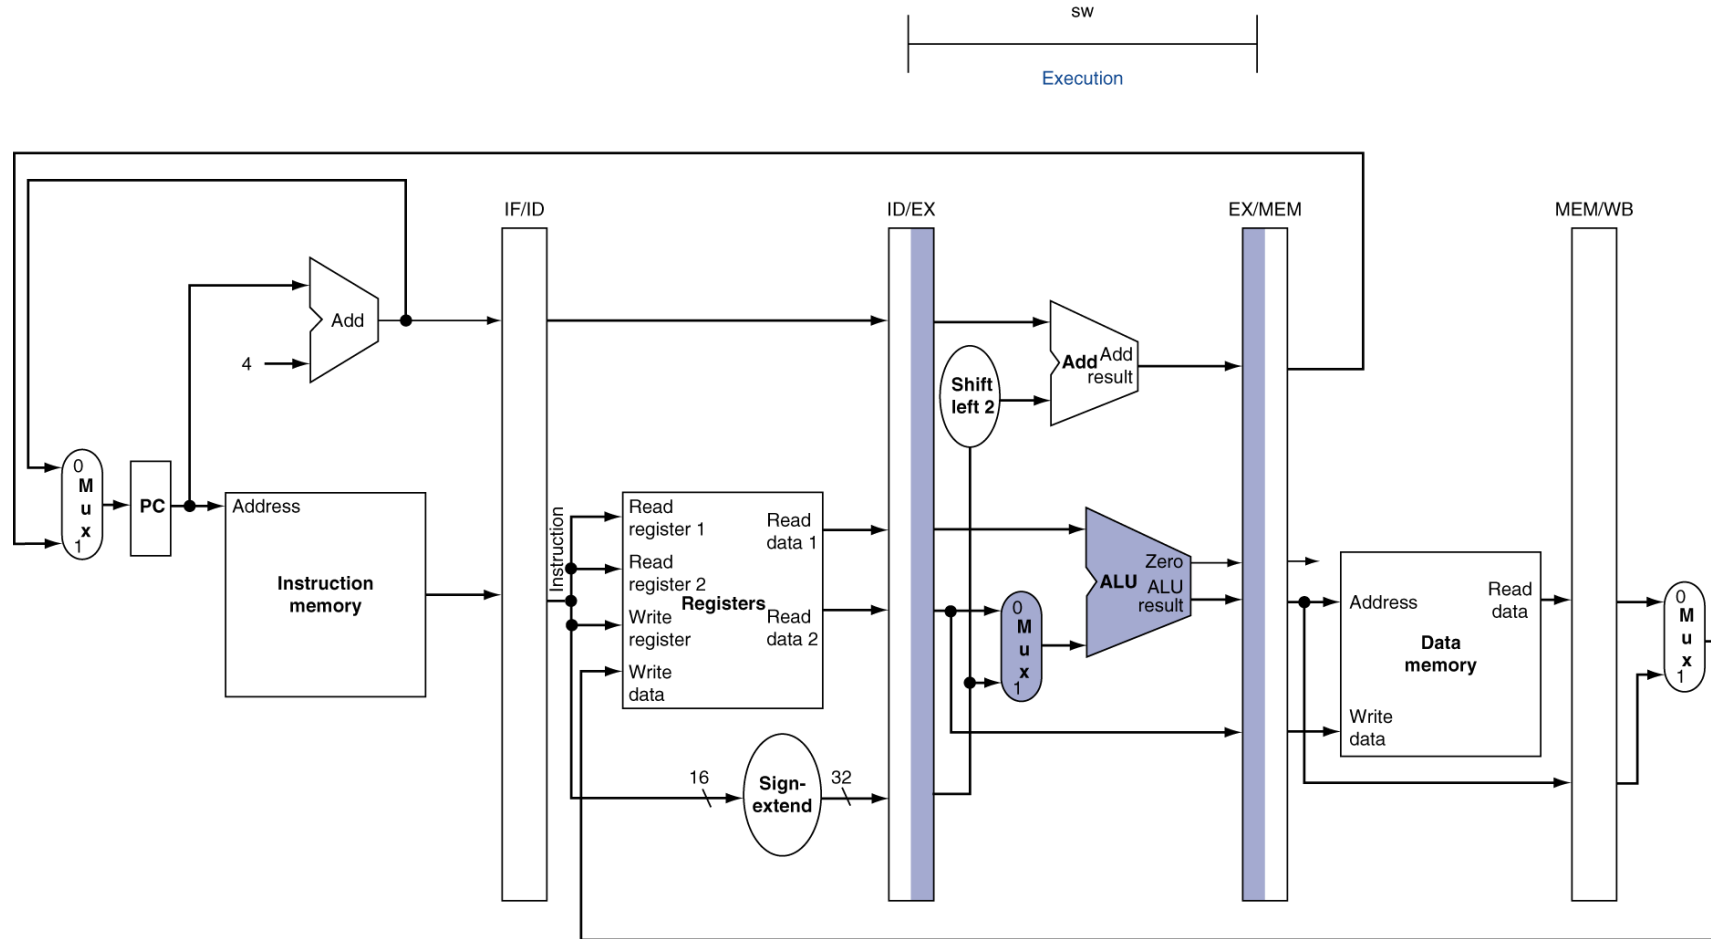 sw
Execution
IF/ID
ID/EX
EX/MEM
MEM/WB
Add
4
Shift
left 2
Add
Add
result
0
M
u
x
1
PC
Address
Instruction
memory
Instruction
Read
register 1
Read
register 2
Write
register
Write
data
Registers
Read
data 1
Read
data 2
16
Sign-
extend
32
0
M
u
x
1
ALU
Zero
ALU
result
Address
Read
data
Data
memory
Write
data
0
M
u
x
1